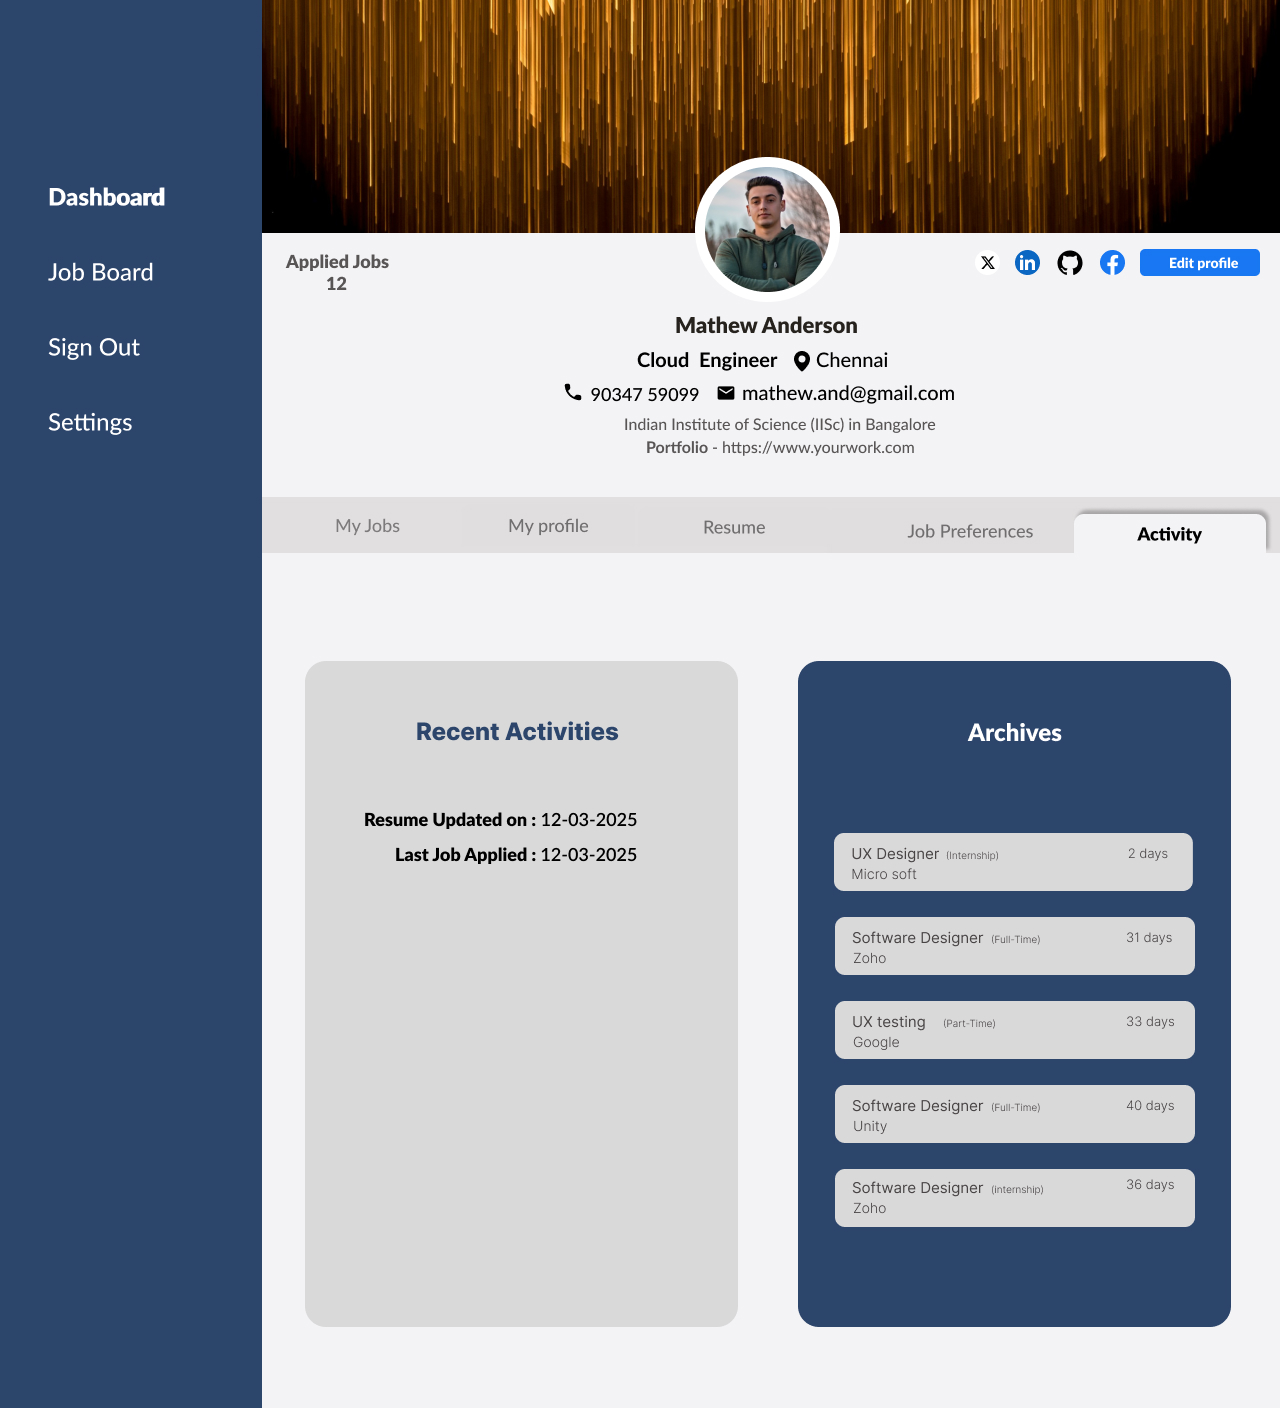 Dashboard
Job Board
Sign Out
Settings
Applied Jobs
12
Edit profile
Mathew Anderson
Cloud Engineer Chennai
90347 59099 mathew.and@gmail.com
Indian Institute of Science (IISc) in Bangalore
Portfolio - https://www.yourwork.com
My Jobs My profile Resume Job Preferences Activity
Recent Activities
Resume Updated on : 12-03-2025
Last Job Applied : 12-03-2025
Archives
UX Designer (Internship) 2 days
Micro soft
Software Designer (Full-Time) 31 days
Zoho
UX testing (Part-Time) 33 days
Google
Software Designer (Full-Time) 40 days
Unity
Software Designer (internship) 36 days
Zoho